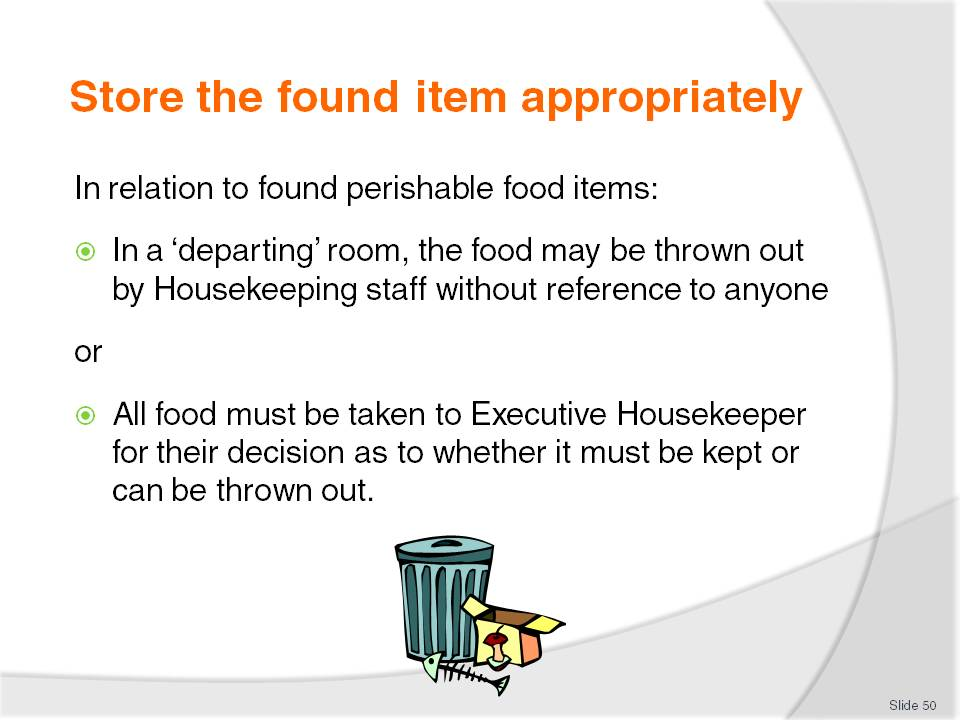 Store the found item appropriately
In relation to found perishable food items:
In a ‘departing’ room, the food may be thrown out
by Housekeeping staff without reference to anyone
or
All food must be taken to Executive Housekeeper
for their decision as to whether it must be kept or
can be thrown out.
Slide 50